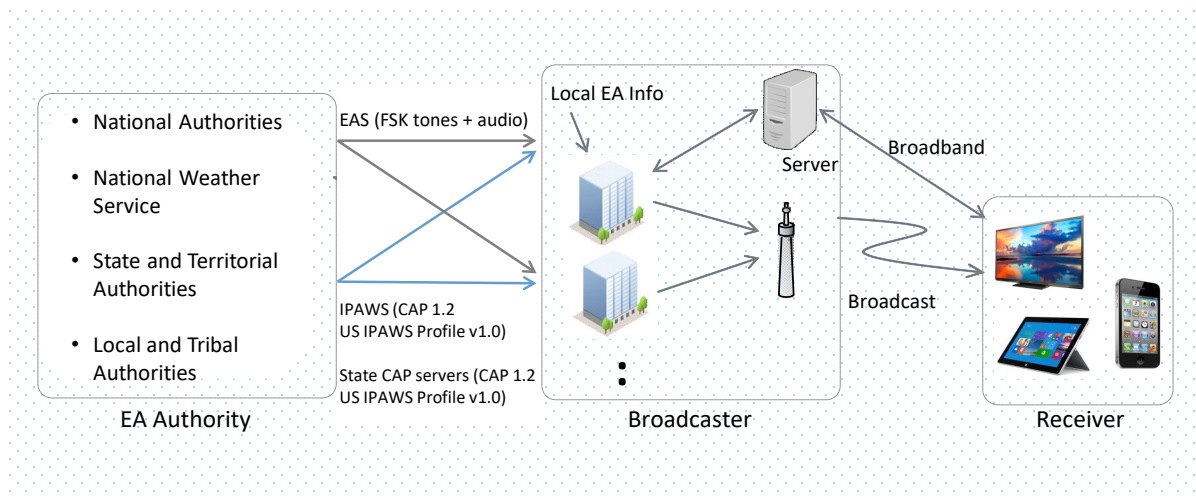 • National Authorities
• National Weather
Service
• State and Territorial
Authorities
• Local and Tribal
Authorities
EA Authority
EAS (FSK tones + audio)
IPAWS (CAP 1.2
US IPAWS Profile v1.0)
State CAP servers (CAP 1.2
US IPAWS Profile v1.0)
Local EA Info
Server
:
Broadcaster
Broadband
Broadcast
Receiver